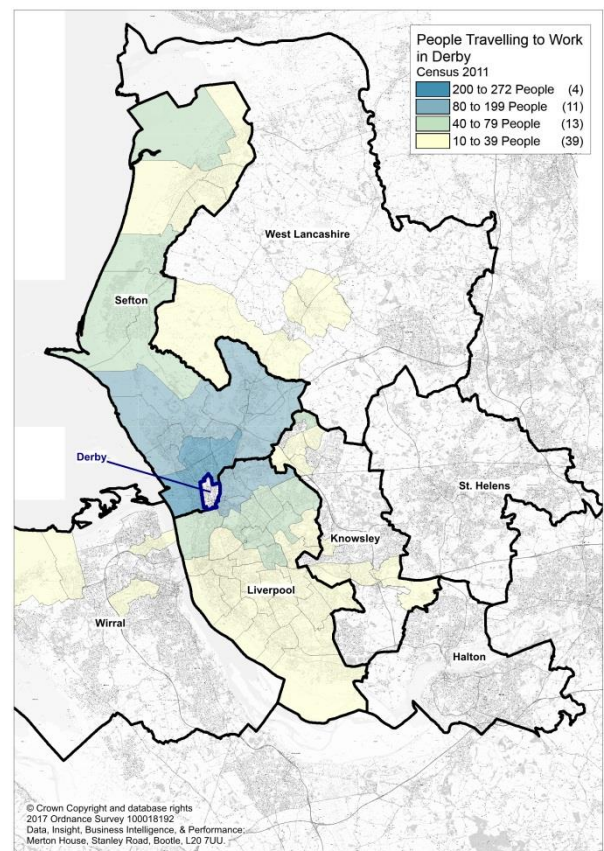 People Travelling to Work
in Derby
Census 2011
200 to 272 People (4)
80 to 199 People (11)
40 to 79 People (13)
10 to 39 People (39)
West Lancashire
Sefton
Derby
St. Helens
Knowsley
Liverpool
Wirral
Halton
© Crown Copyright and database rights
2017 Ordnance Survey 100018192
Data, Insight, Business Intelligence, & Performance:
Merton House, Stanley Road, Bootle, L20 7UU.